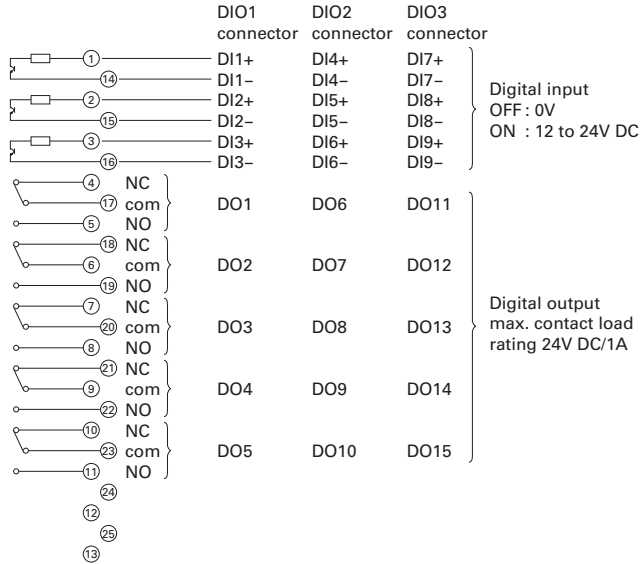 DIO1 DIO2 DIO3
connector connector connector
1 DI1+ DI4+ DI7+
14 DI1– DI4– DI7–
2 DI2+ DI5+ DI8+
15 DI2– DI5– DI8–
3 DI3+ DI6+ DI9+
16 DI3– DI6– DI9–
Digital input
OFF : 0V
ON : 12 to 24V DC
4 NC
17 com DO1 DO6 DO11
5 NO
18 NC
6 com DO2 DO7 DO12
19 NO
7 NC
20 com DO3 DO8 DO13
8 NO
21 NC
9 com DO4 DO9 DO14
22 NO
10 NC
23 com DO5 DO10 DO15
11 NO
Digital output
max. contact load
rating 24V DC/1A
24
12
25
13